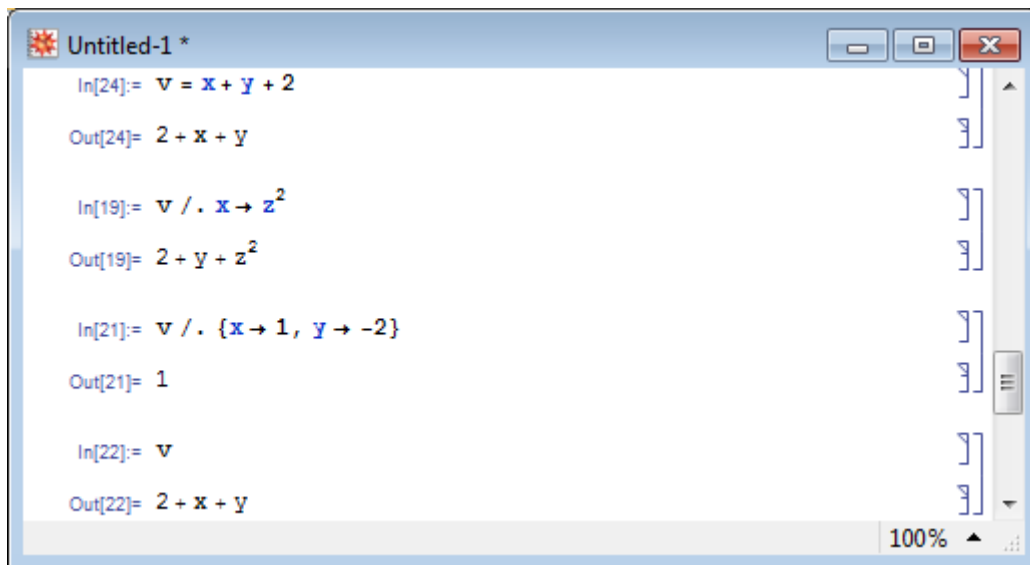 Untitled-1 *
In[24]:= v = x + y + 2
Out[24]= 2 + x + y
In[19]:= v /. x → z²
Out[19]= 2 + y + z²
In[21]:= v /. {x → 1, y → -2}
Out[21]= 1
In[22]:= v
Out[22]= 2 + x + y
100%